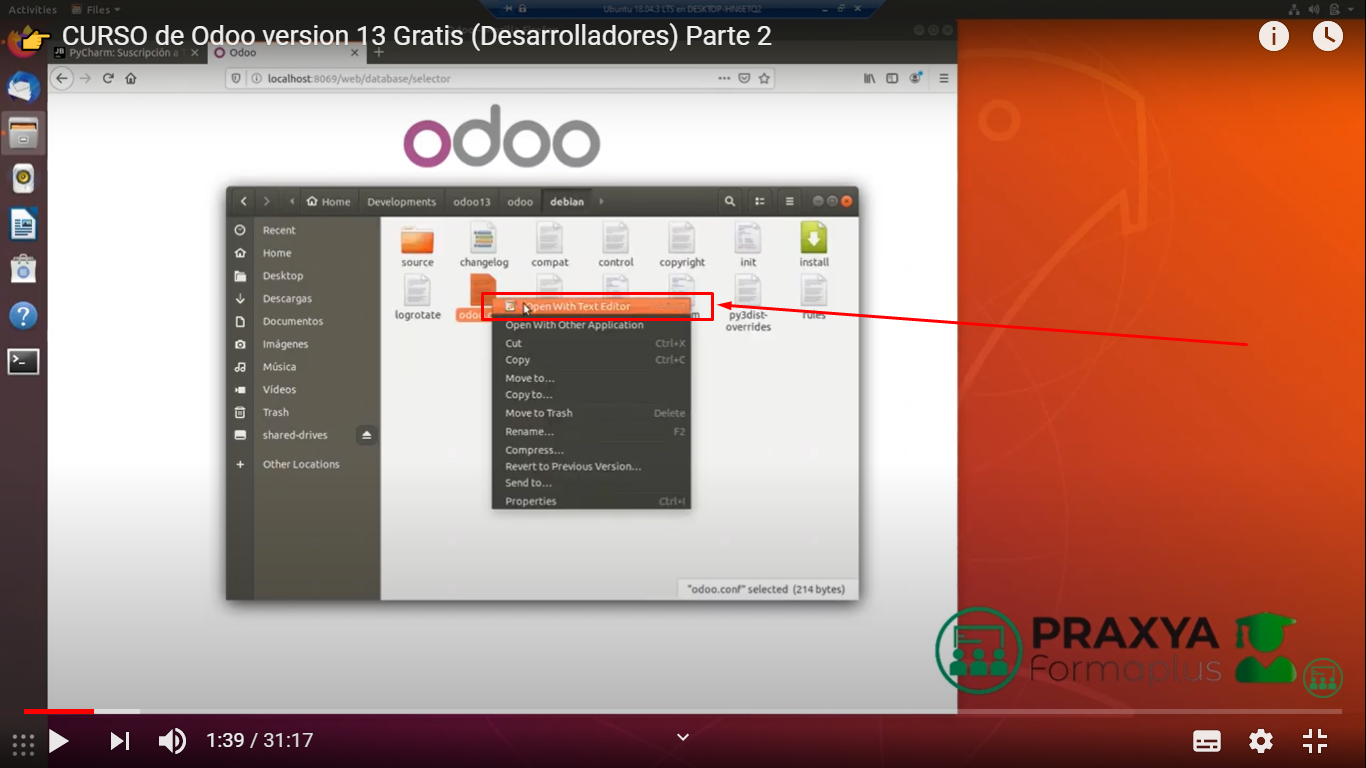 Activities Files
Ubuntu 18.04.3 LTS en DESKTOP-HN6ETQ2
CURSO de Odoo version 13 Gratis (Desarrolladores) Parte 2
PyCharm: Suscripción a
Odoo
localhost:8069/web/database/selector
odoo
Home Developments odoo13 odoo debian
Recent
Home
Desktop
Descargas
Documentos
Imágenes
Música
Vídeos
Trash
shared-drives
Other Locations
source changelog compat control copyright init install
logrotate
py3dist-
overrides
rules
Open With Text Editor
Open With Other Application
Cut Ctrl+X
Copy Ctrl+C
Move to...
Copy to...
Move to Trash Delete
Rename... F2
Compress...
Revert to Previous Version...
Send to...
Properties Ctrl+I
"odoo.conf" selected (214 bytes)
PRAXYA
Formaplus
1:39 / 31:17